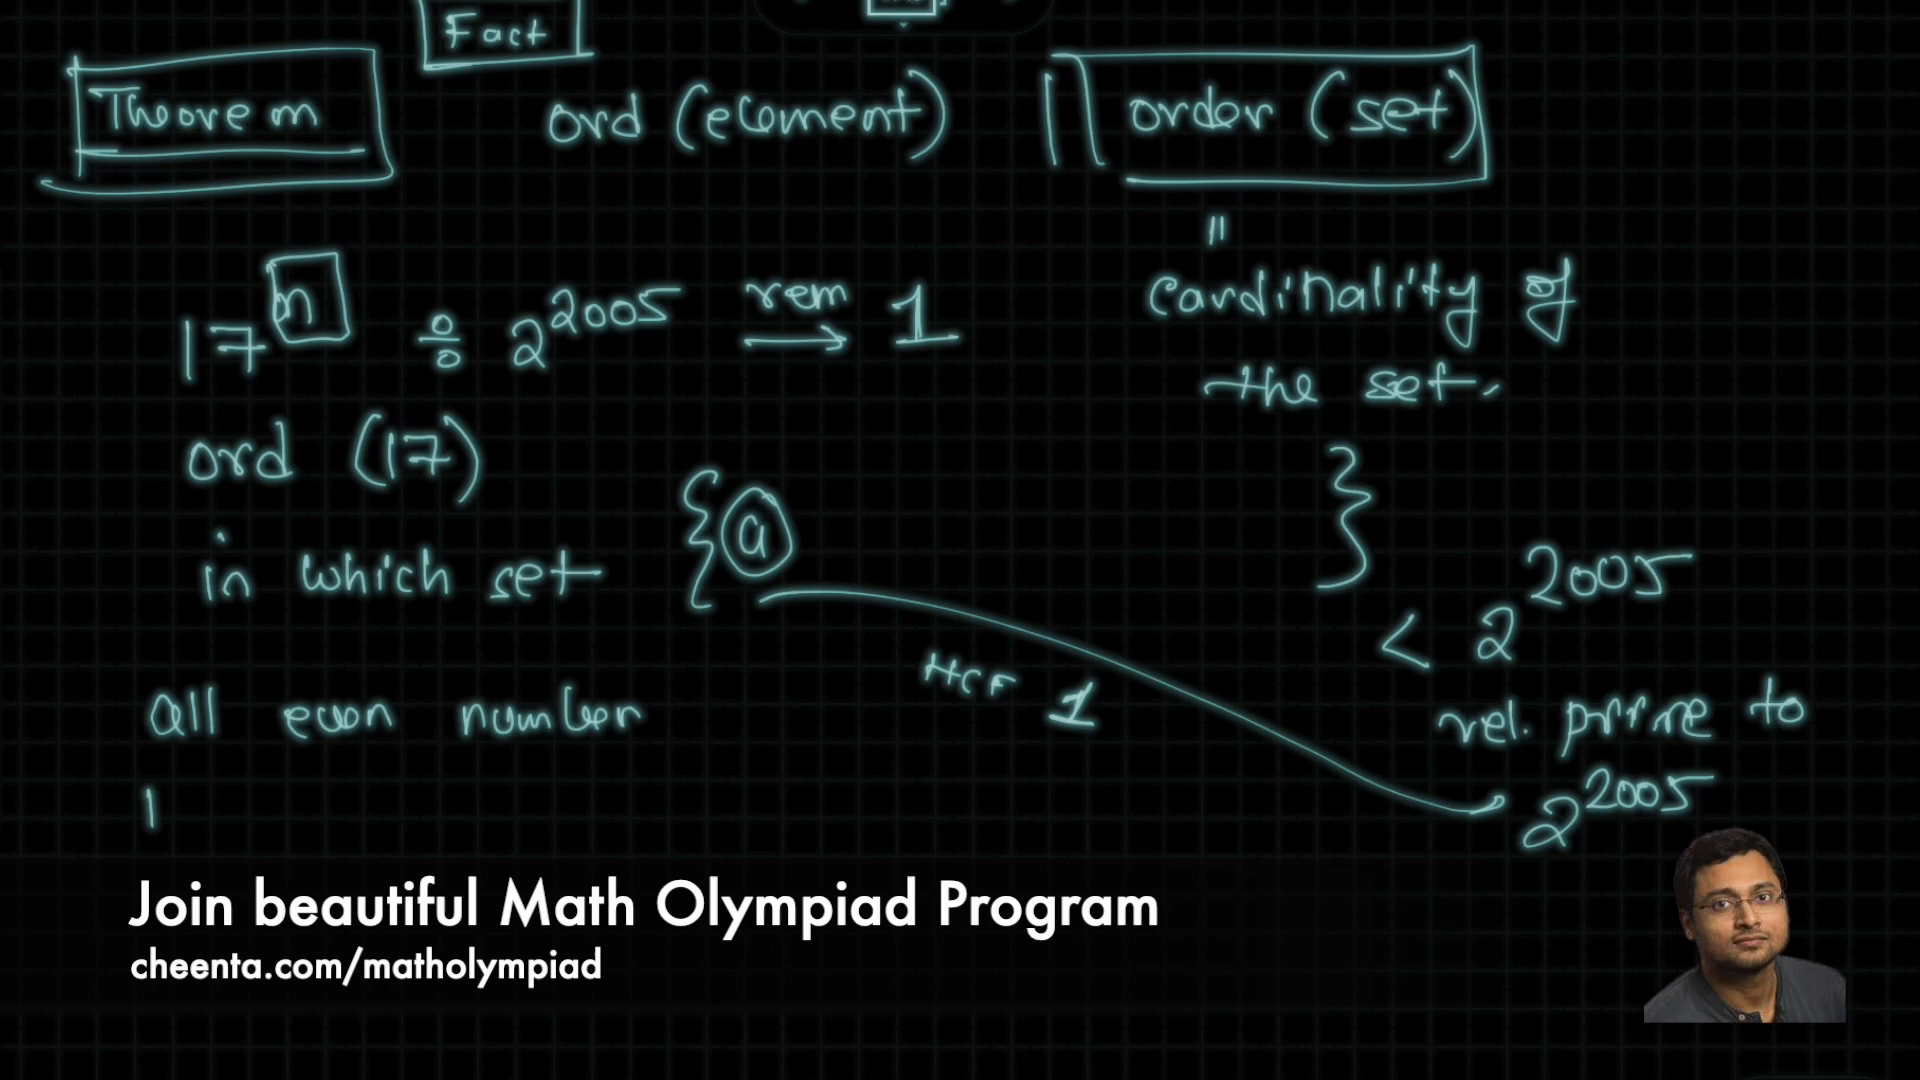 Fact
Theorem
ord (element) || order (set)
"
cardinality of
the set.
17^n ÷ 2^2005 rem → 1
ord (17)
in which set { a }
< 2^2005
rel. prime to
2^2005
HCF 1
all even number
1
Join beautiful Math Olympiad Program
cheenta.com/matholympiad